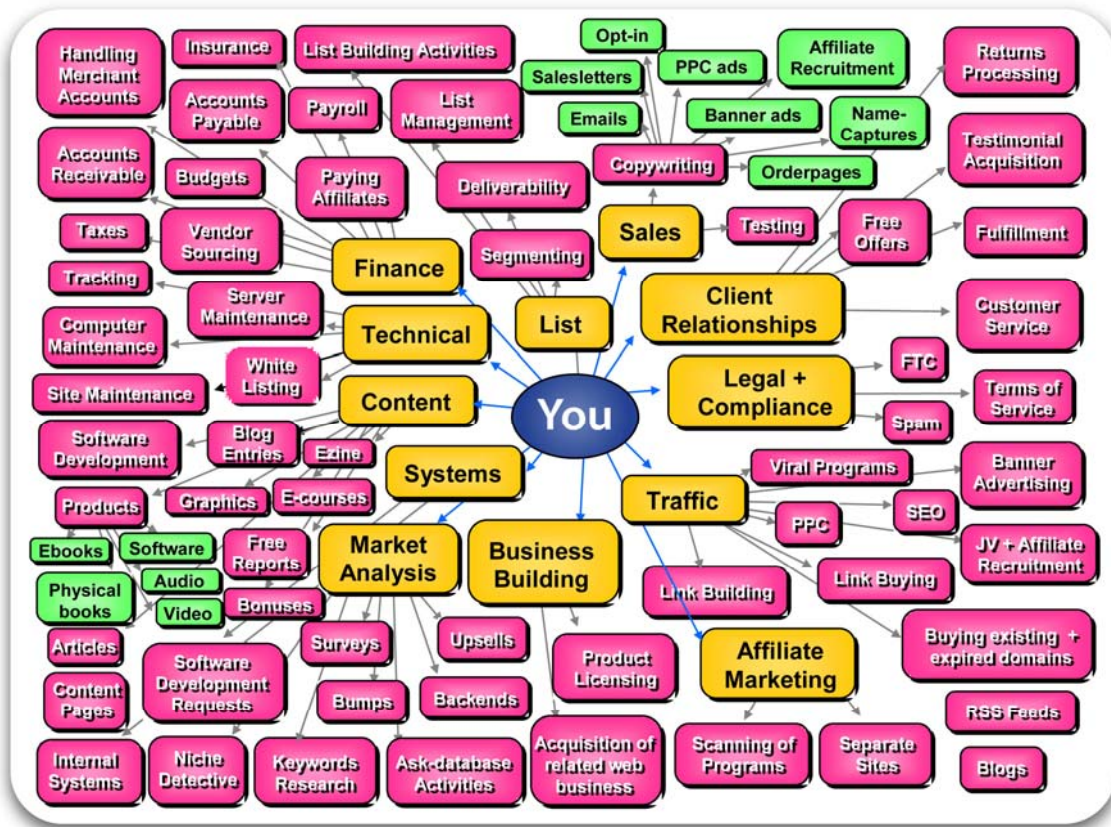 Handling
Merchant
Accounts
Insurance
List Building Activities
Opt-in
Affiliate
Recruitment
Returns
Processing
Salesletters
PPC ads
Accounts
Payable
Payroll
List
Management
Emails
Banner ads
Name-
Captures
Testimonial
Acquisition
Accounts
Receivable
Budgets
Paying
Affiliates
Deliverability
Copywriting
Orderpages
Taxes
Vendor
Sourcing
Finance
Segmenting
Sales
Testing
Free
Offers
Fulfillment
Tracking
Server
Maintenance
Technical
List
Client
Relationships
Customer
Service
Computer
Maintenance
White
Listing
Site Maintenance
Content
You
Legal +
Compliance
FTC
Terms of
Service
Spam
Software
Development
Blog
Entries
Ezine
Systems
Traffic
Viral Programs
Banner
Advertising
Products
Graphics
E-courses
PPC
SEO
Ebooks
Software
Free
Reports
Market
Analysis
Business
Building
JV + Affiliate
Recruitment
Physical
books
Audio
Video
Bonuses
Link Building
Link Buying
Articles
Surveys
Upsells
Buying existing +
expired domains
Content
Pages
Software
Development
Requests
Bumps
Backends
Product
Licensing
Affiliate
Marketing
RSS Feeds
Internal
Systems
Niche
Detective
Keywords
Research
Ask-database
Activities
Acquisition of
related web
business
Scanning of
Programs
Separate
Sites
Blogs